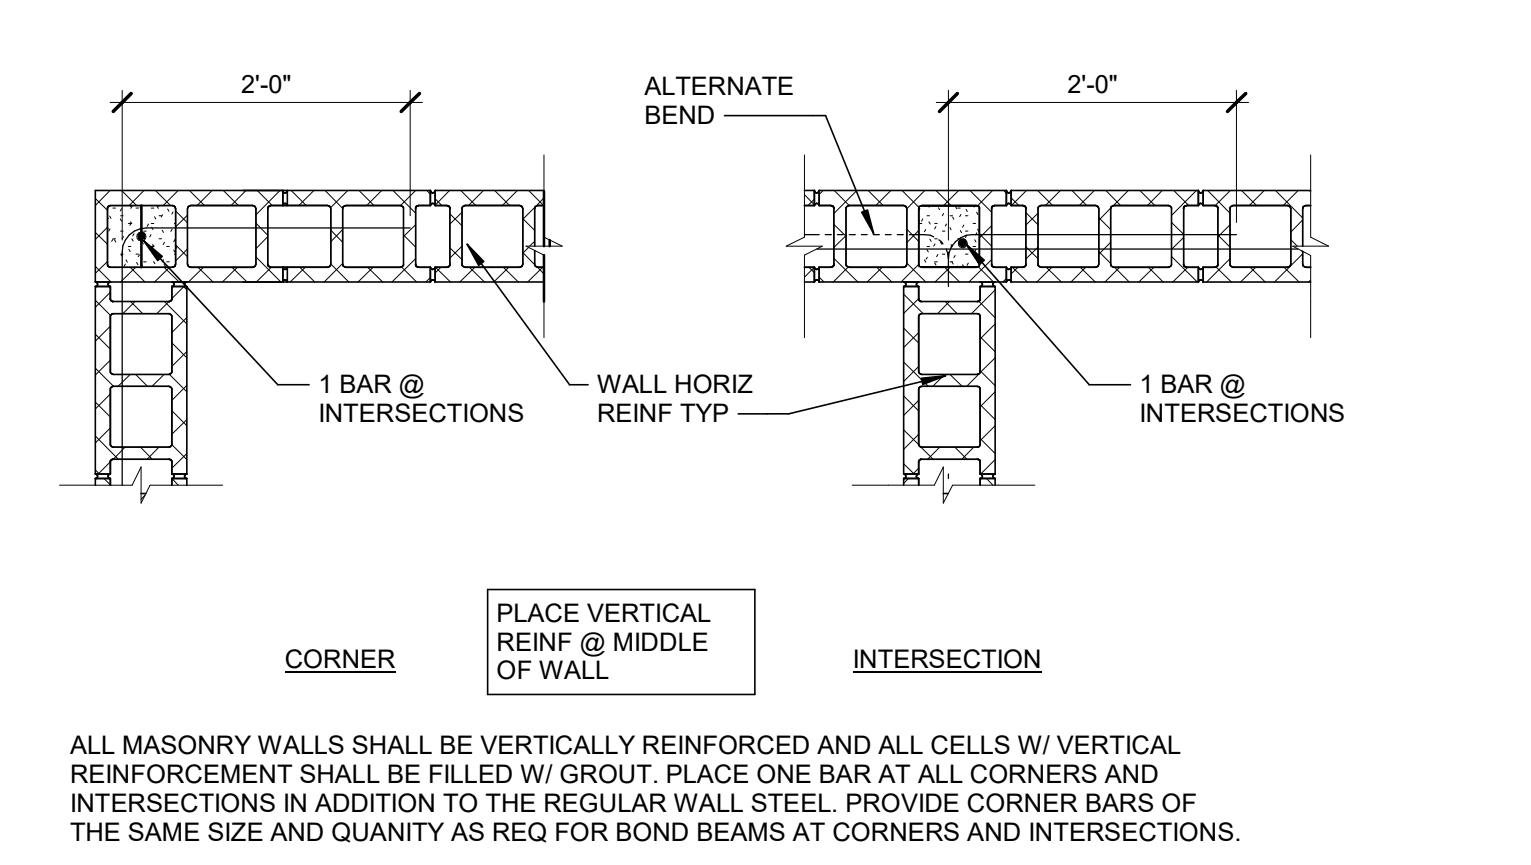 2'-0"
ALTERNATE
BEND
2'-0"
1 BAR @
INTERSECTIONS
WALL HORIZ
REINF TYP
1 BAR @
INTERSECTIONS
CORNER
PLACE VERTICAL
REINF @ MIDDLE
OF WALL
INTERSECTION
ALL MASONRY WALLS SHALL BE VERTICALLY REINFORCED AND ALL CELLS W/ VERTICAL
REINFORCEMENT SHALL BE FILLED W/ GROUT. PLACE ONE BAR AT ALL CORNERS AND
INTERSECTIONS IN ADDITION TO THE REGULAR WALL STEEL. PROVIDE CORNER BARS OF
THE SAME SIZE AND QUANITY AS REQ FOR BOND BEAMS AT CORNERS AND INTERSECTIONS.